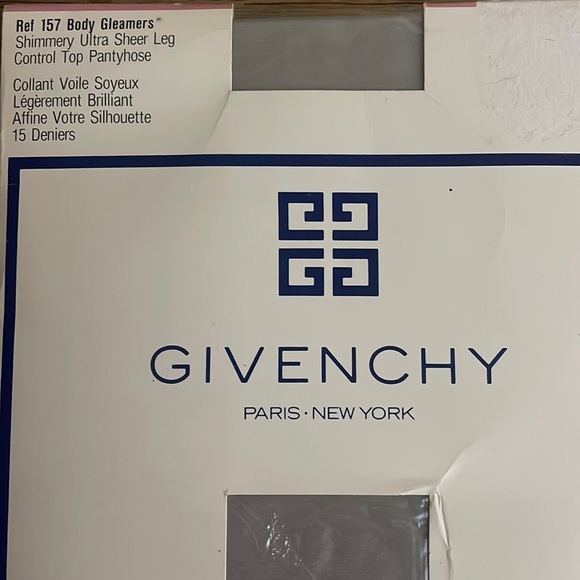 Ref 157 Body Gleamers
Shimmery Ultra Sheer Leg
Control Top Pantyhose
Collant Voile Soyeux
Légèrement Brilliant
Affine Votre Silhouette
15 Deniers
GIVENCHY
PARIS · NEW YORK